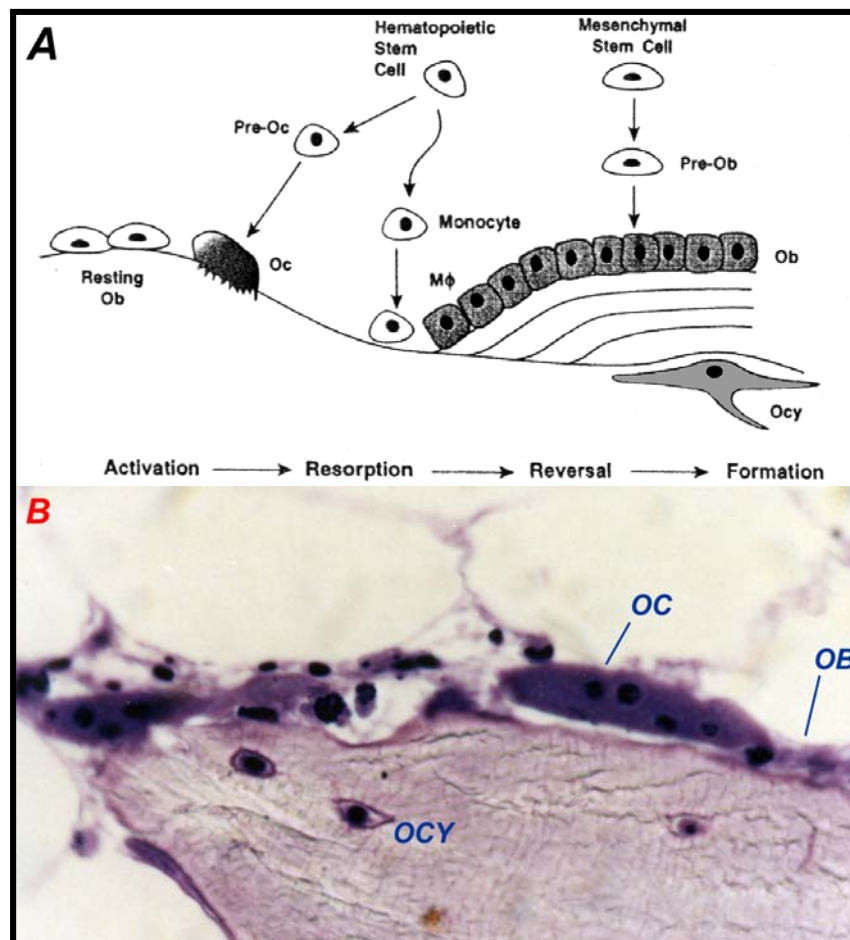 A
Hematopoietic
Stem
Cell
Mesenchymal
Stem Cell
Pre-Oc
Pre-Ob
Monocyte
Resting
Ob
Oc
Mϕ
Ob
Ocy
Activation → Resorption → Reversal → Formation
B
OC
OB
OCY